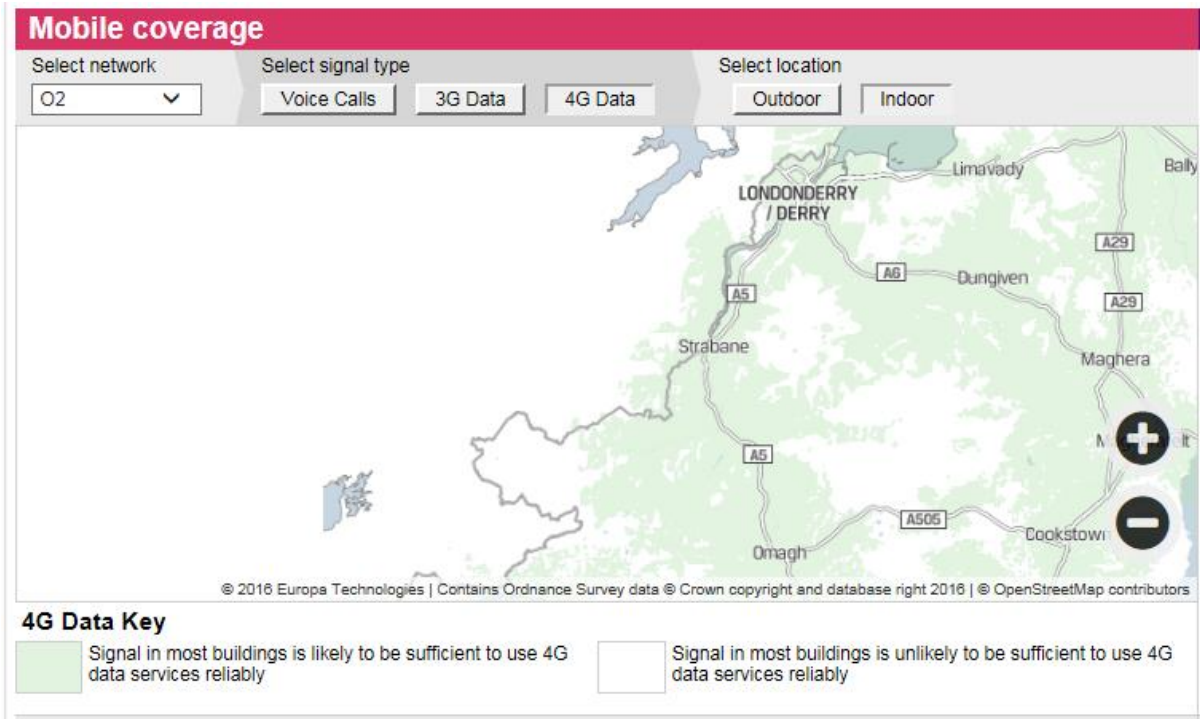 Mobile coverage
Select network
Select signal type
Select location
O2
Voice Calls
3G Data
4G Data
Outdoor
Indoor
Limavady
Bally
LONDONDERRY
/ DERRY
A29
A6
Dungiven
A5
A29
Strabane
Maghera
A5
A505
Cookstow
Omagh
© 2016 Europa Technologies | Contains Ordnance Survey data © Crown copyright and database right 2016 | © OpenStreetMap contributors
4G Data Key
Signal in most buildings is likely to be sufficient to use 4G
data services reliably
Signal in most buildings is unlikely to be sufficient to use 4G
data services reliably